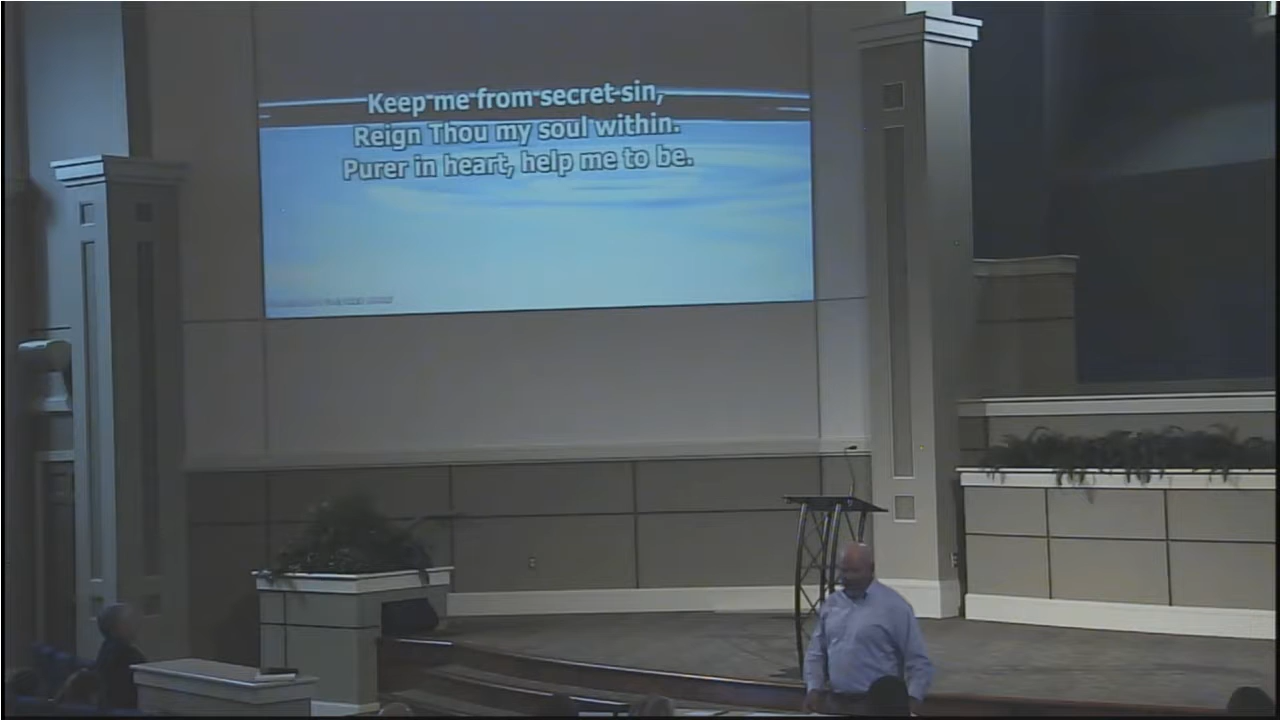 Keep me from secret sin,
Reign Thou my soul within.
Purer in heart, help me to be.